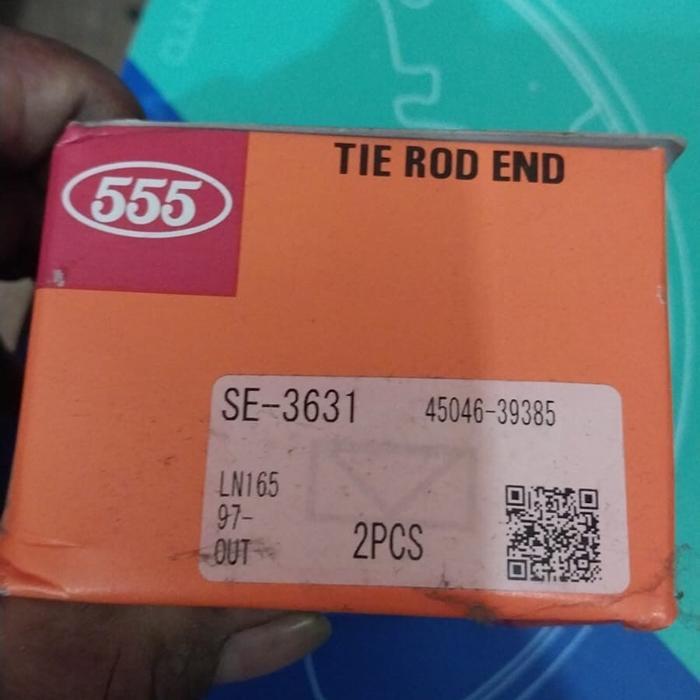 555
TIE ROD END
SE-3631 45046-39385
LN165
97-
OUT 2PCS